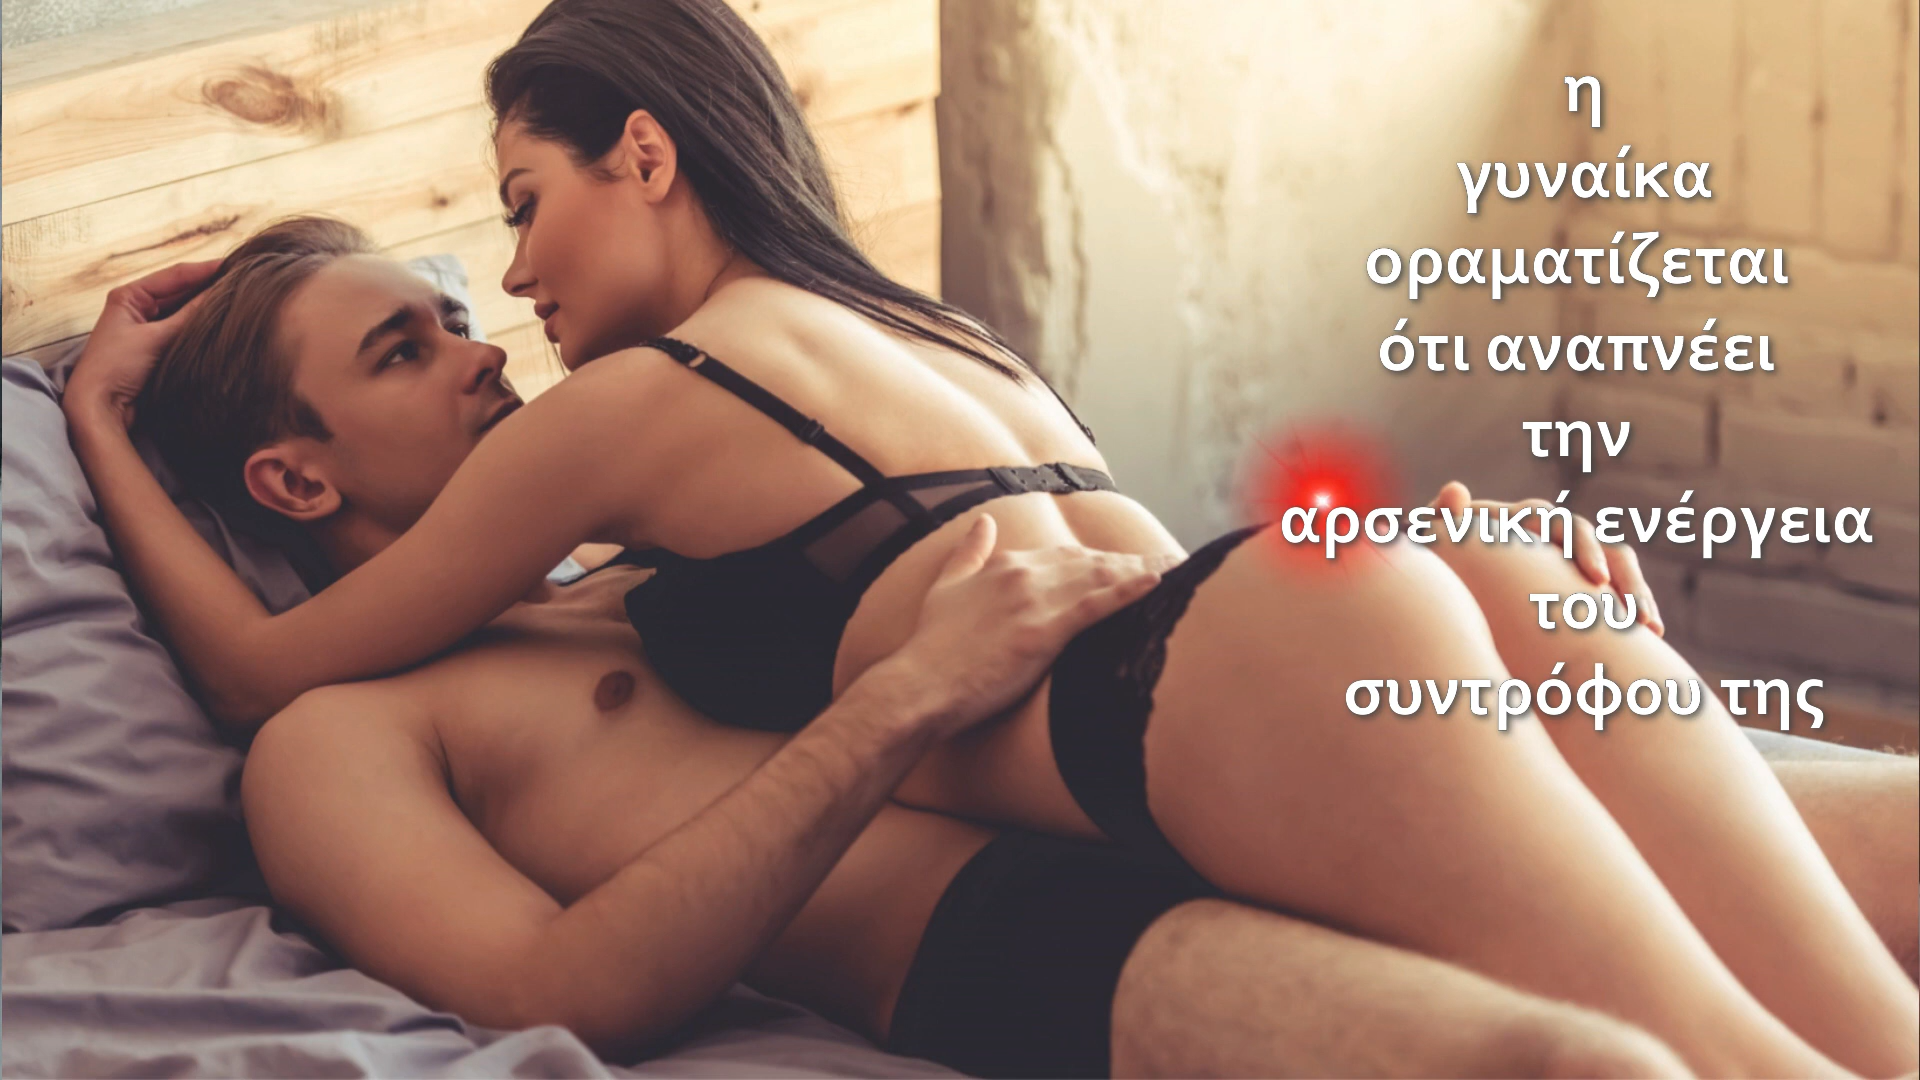 η
γυναίκα
οραματίζεται
ότι αναπνέει
την
αρσενική ενέργεια
του
συντρόφου της